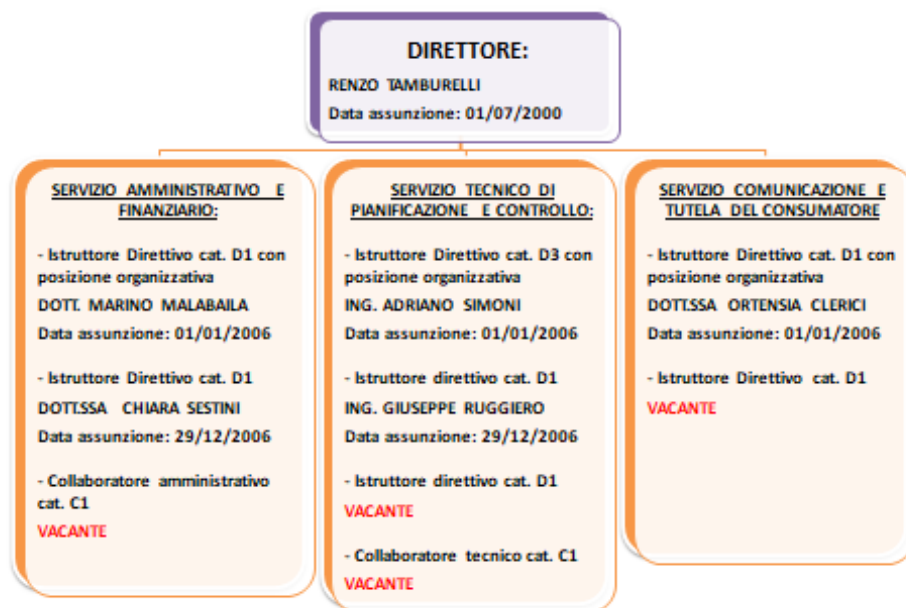 DIRETTORE:
RENZO TAMBURELLI
Data assunzione: 01/07/2000
SERVIZIO AMMINISTRATIVO E
FINANZIARIO:
- Istruttore Direttivo cat. D1 con
posizione organizzativa
DOTT. MARINO MALABAILA
Data assunzione: 01/01/2006
- Istruttore Direttivo cat. D1
DOTT.SSA CHIARA SESTINI
Data assunzione: 29/12/2006
- Collaboratore amministrativo
cat. C1
VACANTE
SERVIZIO TECNICO DI
PIANIFICAZIONE E CONTROLLO:
- Istruttore Direttivo cat. D3 con
posizione organizzativa
ING. ADRIANO SIMONI
Data assunzione: 01/01/2006
- Istruttore direttivo cat. D1
ING. GIUSEPPE RUGGIERO
Data assunzione: 29/12/2006
- Istruttore direttivo cat. D1
VACANTE
- Collaboratore tecnico cat. C1
VACANTE
SERVIZIO COMUNICAZIONE E
TUTELA DEL CONSUMATORE
- Istruttore Direttivo cat. D1 con
posizione organizzativa
DOTT.SSA ORTENSIA CLERICI
Data assunzione: 01/01/2006
- Istruttore Direttivo cat. D1
VACANTE